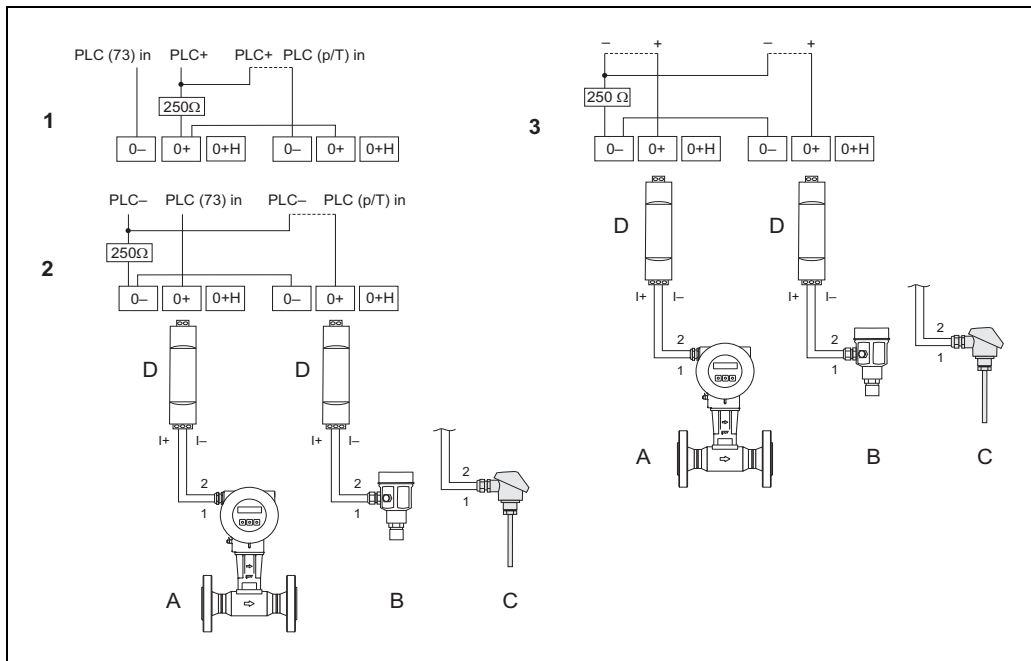 PLC (73) in PLC+ PLC+ PLC (p/T) in
250Ω
1
0– 0+ 0+H 0– 0+ 0+H
PLC– PLC (73) in PLC– PLC (p/T) in
250Ω
2
0– 0+ 0+H 0– 0+ 0+H
D D
I+ I– I+ I–
2 2 2
1 1 1
A B C
– + – +
250 Ω
3
0– 0+ 0+H 0– 0+ 0+H
D D
I+ I– I+ I–
2 2 2
1 1 1
A B C